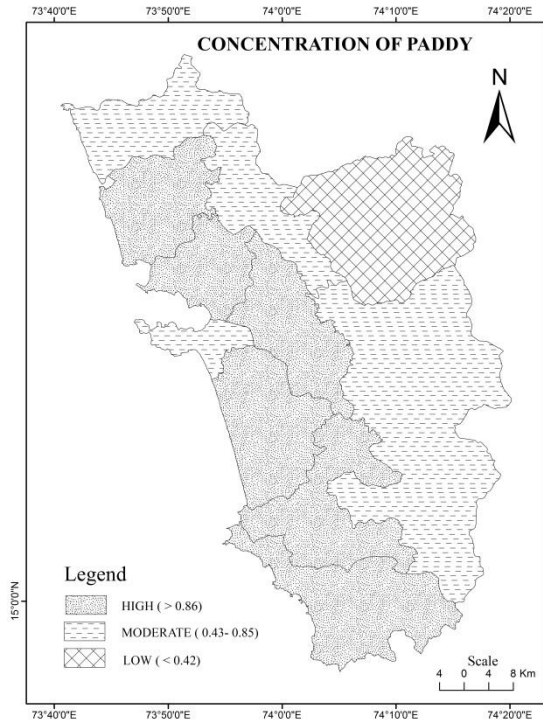 73°40'0"E 73°50'0"E 74°0'0"E 74°10'0"E 74°20'0"E
CONCENTRATION OF PADDY
N
15°0'0"N
Legend
HIGH ( > 0.86)
MODERATE ( 0.43- 0.85)
LOW ( < 0.42)
Scale
4 0 4 8 Km
73°40'0"E 73°50'0"E 74°0'0"E 74°10'0"E 74°20'0"E